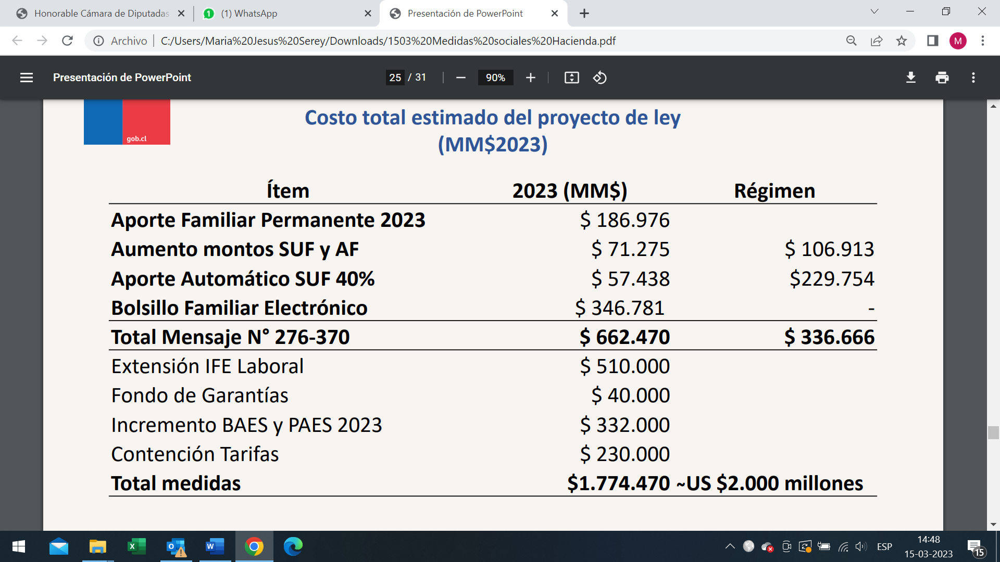 Honorable Cámara de Diputadas
(1) WhatsApp
Presentación de PowerPoint
Archivo C:/Users/Maria%20Jesus%20Serey/Downloads/1503%20Medidas%20sociales%20Hacienda.pdf
M
Presentación de PowerPoint
25 / 31
90%
gob.cl
Costo total estimado del proyecto de ley
(MM$2023)
Ítem 2023 (MM$) Régimen
Aporte Familiar Permanente 2023 $ 186.976
Aumento montos SUF y AF $ 71.275 $ 106.913
Aporte Automático SUF 40% $ 57.438 $229.754
Bolsillo Familiar Electrónico $ 346.781 -
Total Mensaje N° 276-370 $ 662.470 $ 336.666
Extensión IFE Laboral $ 510.000
Fondo de Garantías $ 40.000
Incremento BAES y PAES 2023 $ 332.000
Contención Tarifas $ 230.000
Total medidas $1.774.470 ~US $2.000 millones
ESP
14:48
15-03-2023
15